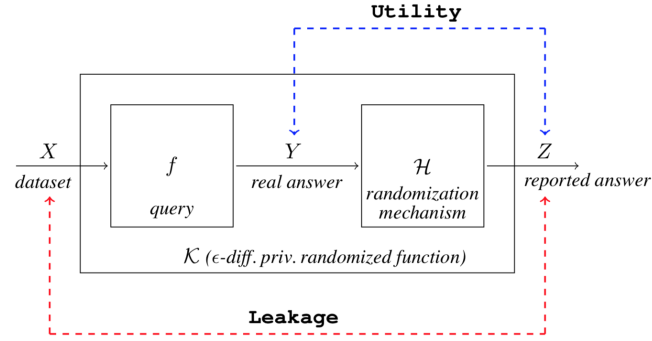 Utility
X
Y
Z
f
ℋ
dataset
real answer
reported answer
query
randomization
mechanism
𝒦 (ϵ-diff. priv. randomized function)
Leakage